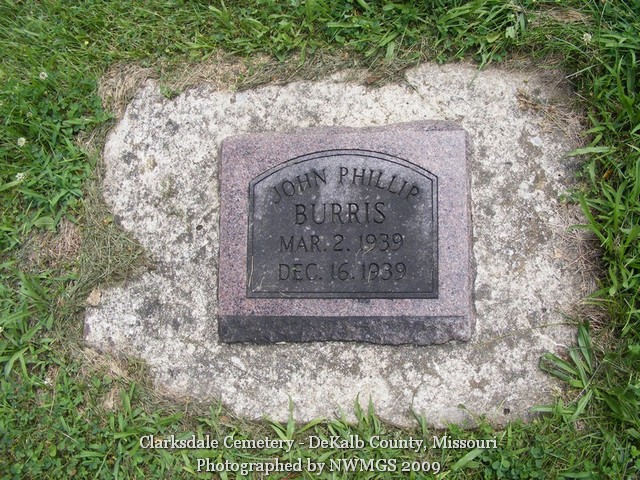 JOHN PHILLIP
BURRIS
MAR. 2. 1939
DEC. 16. 1939
Clarksdale Cemetery - DeKalb County, Missouri
Photographed by NWMGS 2009